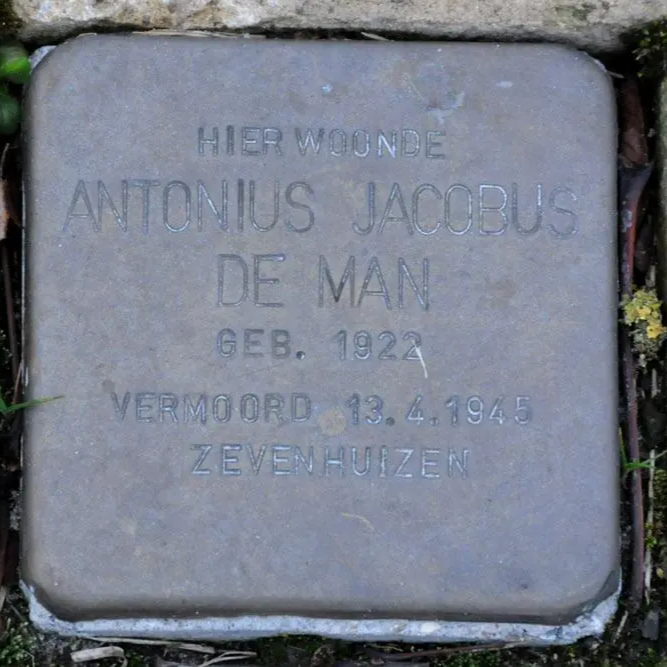 HIER WOONDE
ANTONIUS JACOBUS
DE MAN
GEB. 1922
VERMOORD 13.4.1945
ZEVENHUIZEN